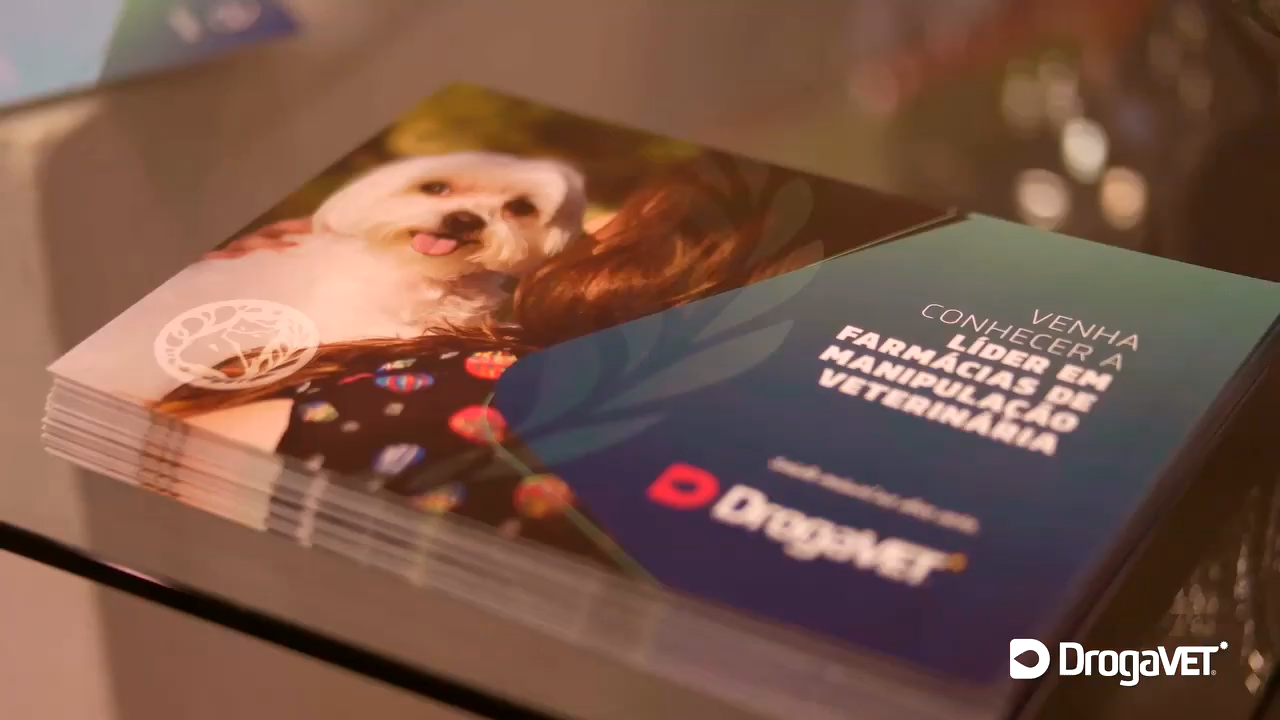 VENHA
CONHECER A
LÍDER EM
FARMÁCIAS DE
MANIPULAÇÃO
VETERINÁRIA
DrogaVET
DrogaVET